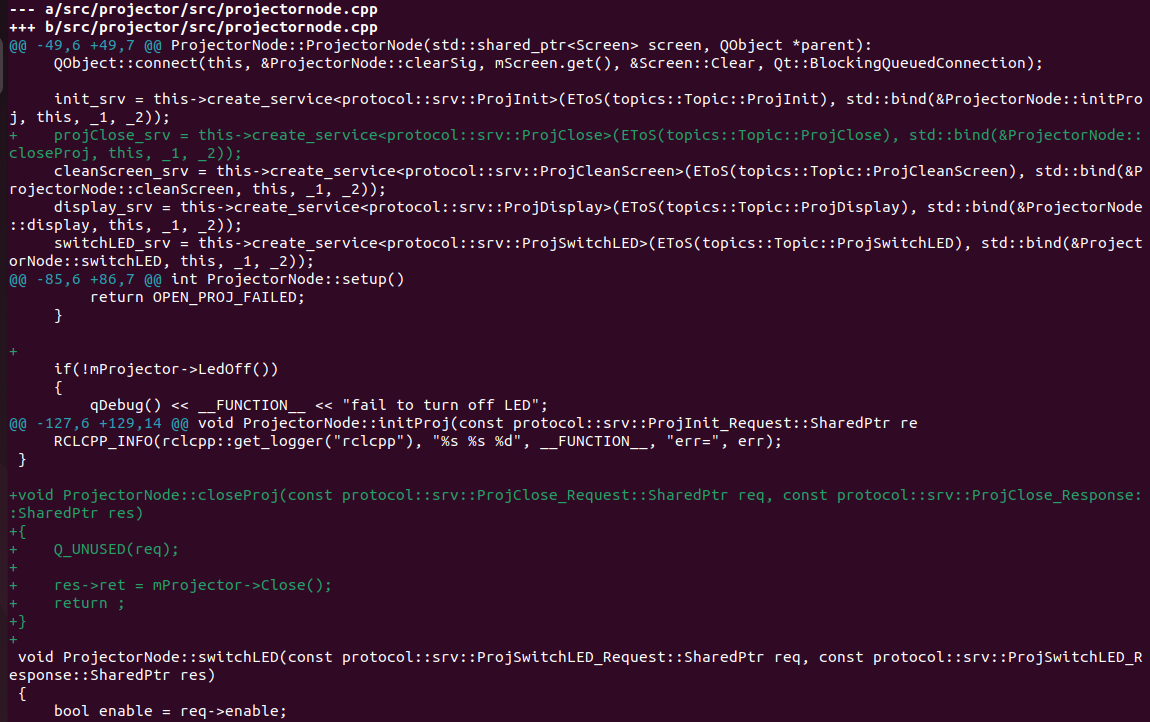 --- a/src/projector/src/projectornode.cpp
+++ b/src/projector/src/projectornode.cpp
@@ -49,6 +49,7 @@ ProjectorNode::ProjectorNode(std::shared_ptr<Screen> screen, QObject *parent):
     QObject::connect(this, &ProjectorNode::clearSig, mScreen.get(), &Screen::Clear, Qt::BlockingQueuedConnection);

     init_srv = this->create_service<protocol::srv::ProjInit>(EToS(topics::Topic::ProjInit), std::bind(&ProjectorNode::initPro
j, this, _1, _2));
+    projClose_srv = this->create_service<protocol::srv::ProjClose>(EToS(topics::Topic::ProjClose), std::bind(&ProjectorNode::
closeProj, this, _1, _2));
     cleanScreen_srv = this->create_service<protocol::srv::ProjCleanScreen>(EToS(topics::Topic::ProjCleanScreen), std::bind(&P
rojectorNode::cleanScreen, this, _1, _2));
     display_srv = this->create_service<protocol::srv::ProjDisplay>(EToS(topics::Topic::ProjDisplay), std::bind(&ProjectorNode
::display, this, _1, _2));
     switchLED_srv = this->create_service<protocol::srv::ProjSwitchLED>(EToS(topics::Topic::ProjSwitchLED), std::bind(&Project
orNode::switchLED, this, _1, _2));
@@ -85,6 +86,7 @@ int ProjectorNode::setup()
         return OPEN_PROJ_FAILED;
     }

+
     if(!mProjector->LedOff())
     {
         qDebug() << __FUNCTION__ << "fail to turn off LED";
@@ -127,6 +129,14 @@ void ProjectorNode::initProj(const protocol::srv::ProjInit_Request::SharedPtr re
     RCLCPP_INFO(rclcpp::get_logger("rclcpp"), "%s %s %d", __FUNCTION__, "err=", err);
 }

+void ProjectorNode::closeProj(const protocol::srv::ProjClose_Request::SharedPtr req, const protocol::srv::ProjClose_Response:
:SharedPtr res)
+{
+    Q_UNUSED(req);
+
+    res->ret = mProjector->Close();
+    return ;
+}
+
 void ProjectorNode::switchLED(const protocol::srv::ProjSwitchLED_Request::SharedPtr req, const protocol::srv::ProjSwitchLED_R
esponse::SharedPtr res)
 {
     bool enable = req->enable;